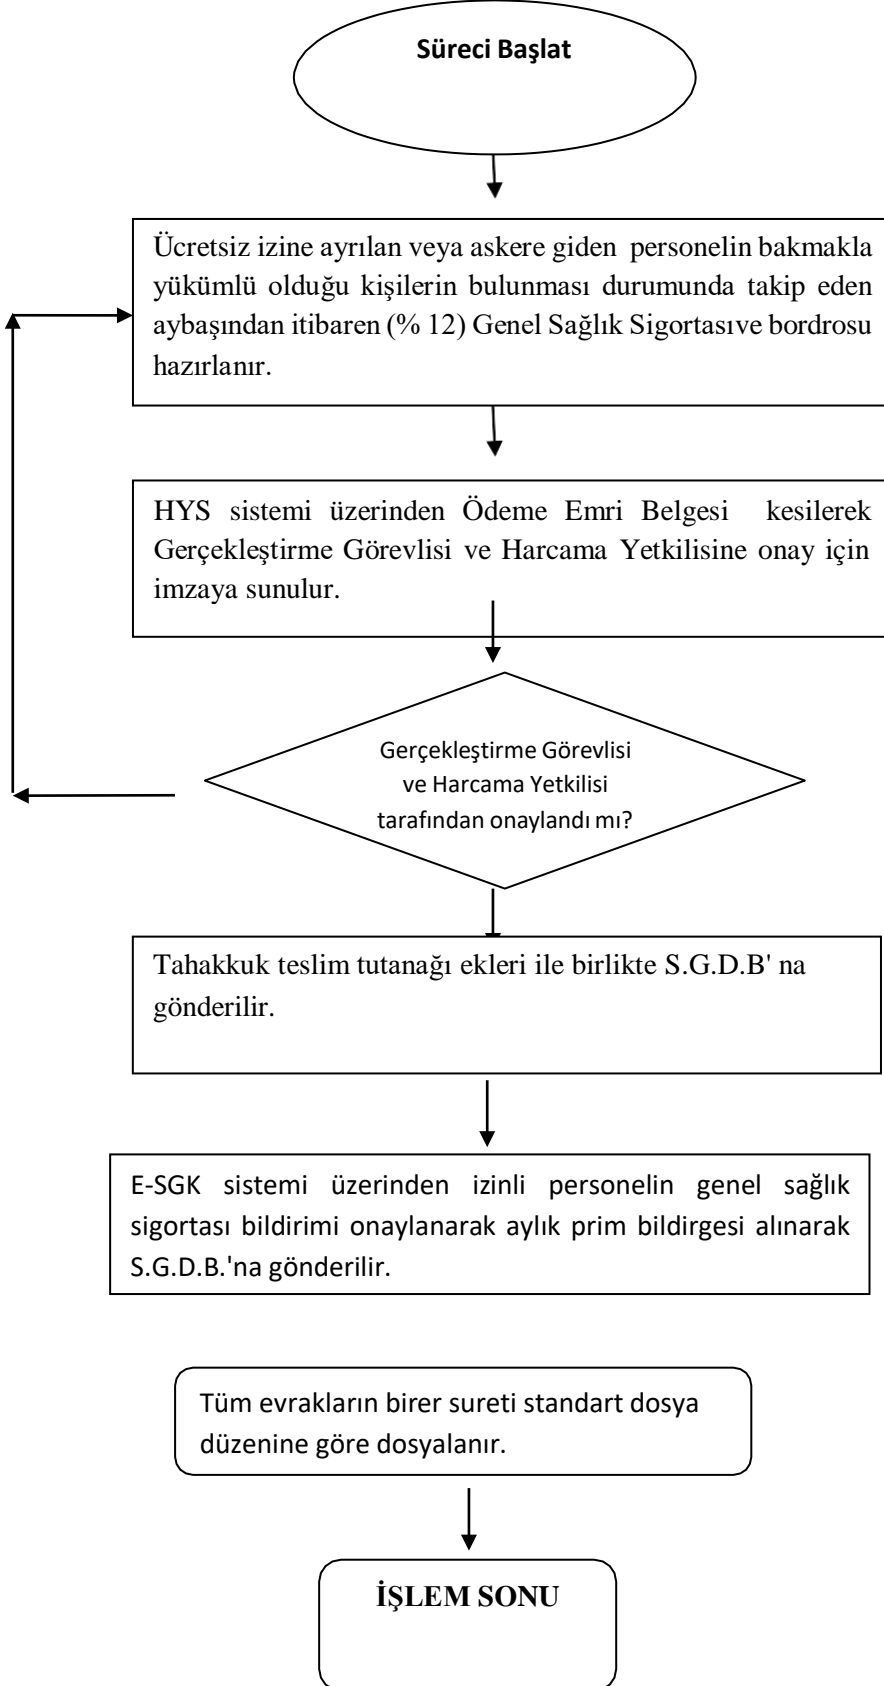 Süreci Başlat
Ücretsiz izine ayrılan veya askere giden personelin bakmakla
yükümlü olduğu kişilerin bulunması durumunda takip eden
aybaşından itibaren (% 12) Genel Sağlık Sigortasıve bordrosu
hazırlanır.
HYS sistemi üzerinden Ödeme Emri Belgesi kesilerek
Gerçekleştirme Görevlisi ve Harcama Yetkilisine onay için
imzaya sunulur.
Gerçekleştirme Görevlisi
ve Harcama Yetkilisi
tarafından onaylandı mı?
Tahakkuk teslim tutanağı ekleri ile birlikte S.G.D.B' na
gönderilir.
E-SGK sistemi üzerinden izinli personelin genel sağlık
sigortası bildirimi onaylanarak aylık prim bildirgesi alınarak
S.G.D.B.'na gönderilir.
Tüm evrakların birer sureti standart dosya
düzenine göre dosyalanır.
İŞLEM SONU